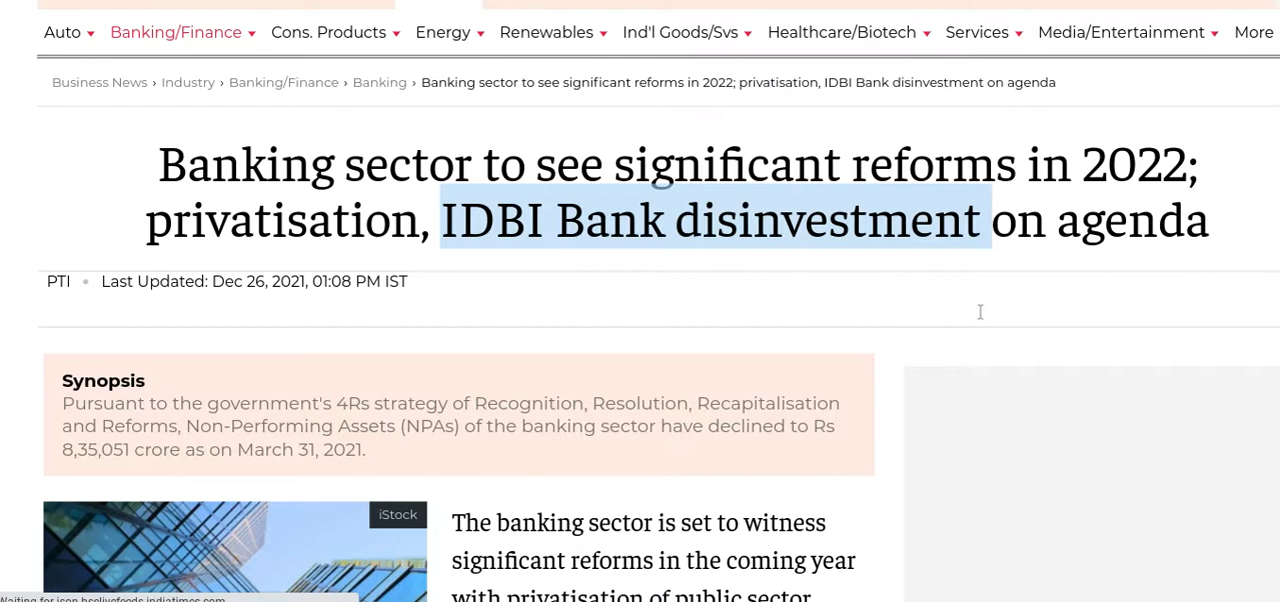 Auto Banking/Finance Cons. Products Energy Renewables Ind'l Goods/Svs Healthcare/Biotech Services Media/Entertainment More
Business News › Industry › Banking/Finance › Banking › Banking sector to see significant reforms in 2022; privatisation, IDBI Bank disinvestment on agenda
Banking sector to see significant reforms in 2022;
privatisation, IDBI Bank disinvestment on agenda
PTI • Last Updated: Dec 26, 2021, 01:08 PM IST
Synopsis
Pursuant to the government's 4Rs strategy of Recognition, Resolution, Recapitalisation
and Reforms, Non-Performing Assets (NPAs) of the banking sector have declined to Rs
8,35,051 crore as on March 31, 2021.
iStock
The banking sector is set to witness
significant reforms in the coming year
with privatisation of public sector